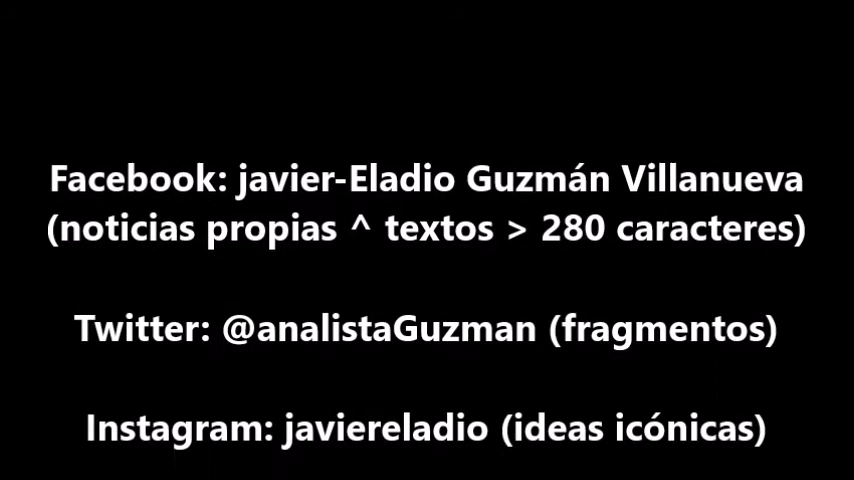 Facebook: javier-Eladio Guzmán Villanueva
(noticias propias ^ textos > 280 caracteres)
Twitter: @analistaGuzman (fragmentos)
Instagram: javiereladio (ideas icónicas)